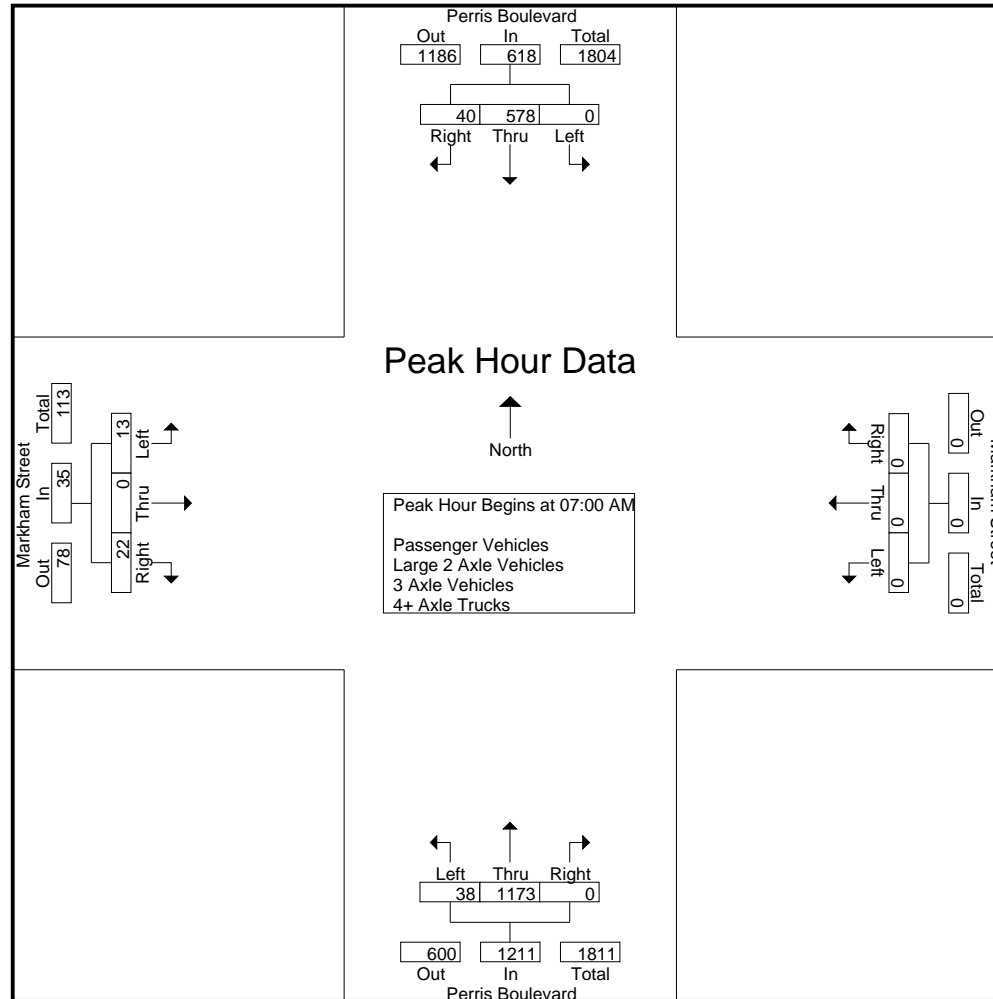 Perris Boulevard
Out In Total
1186 618 1804
40 578 0
Right Thru Left
Peak Hour Data
North
Peak Hour Begins at 07:00 AM
Passenger Vehicles
Large 2 Axle Vehicles
3 Axle Vehicles
4+ Axle Trucks
Markham Street
Out In Total
78 35 113
22 0 13
Right Thru Left
Out In Total
0 0 0
0 0 0
Right Thru Left
Left Thru Right
38 1173 0
600 1211 1811
Out In Total
Perris Boulevard